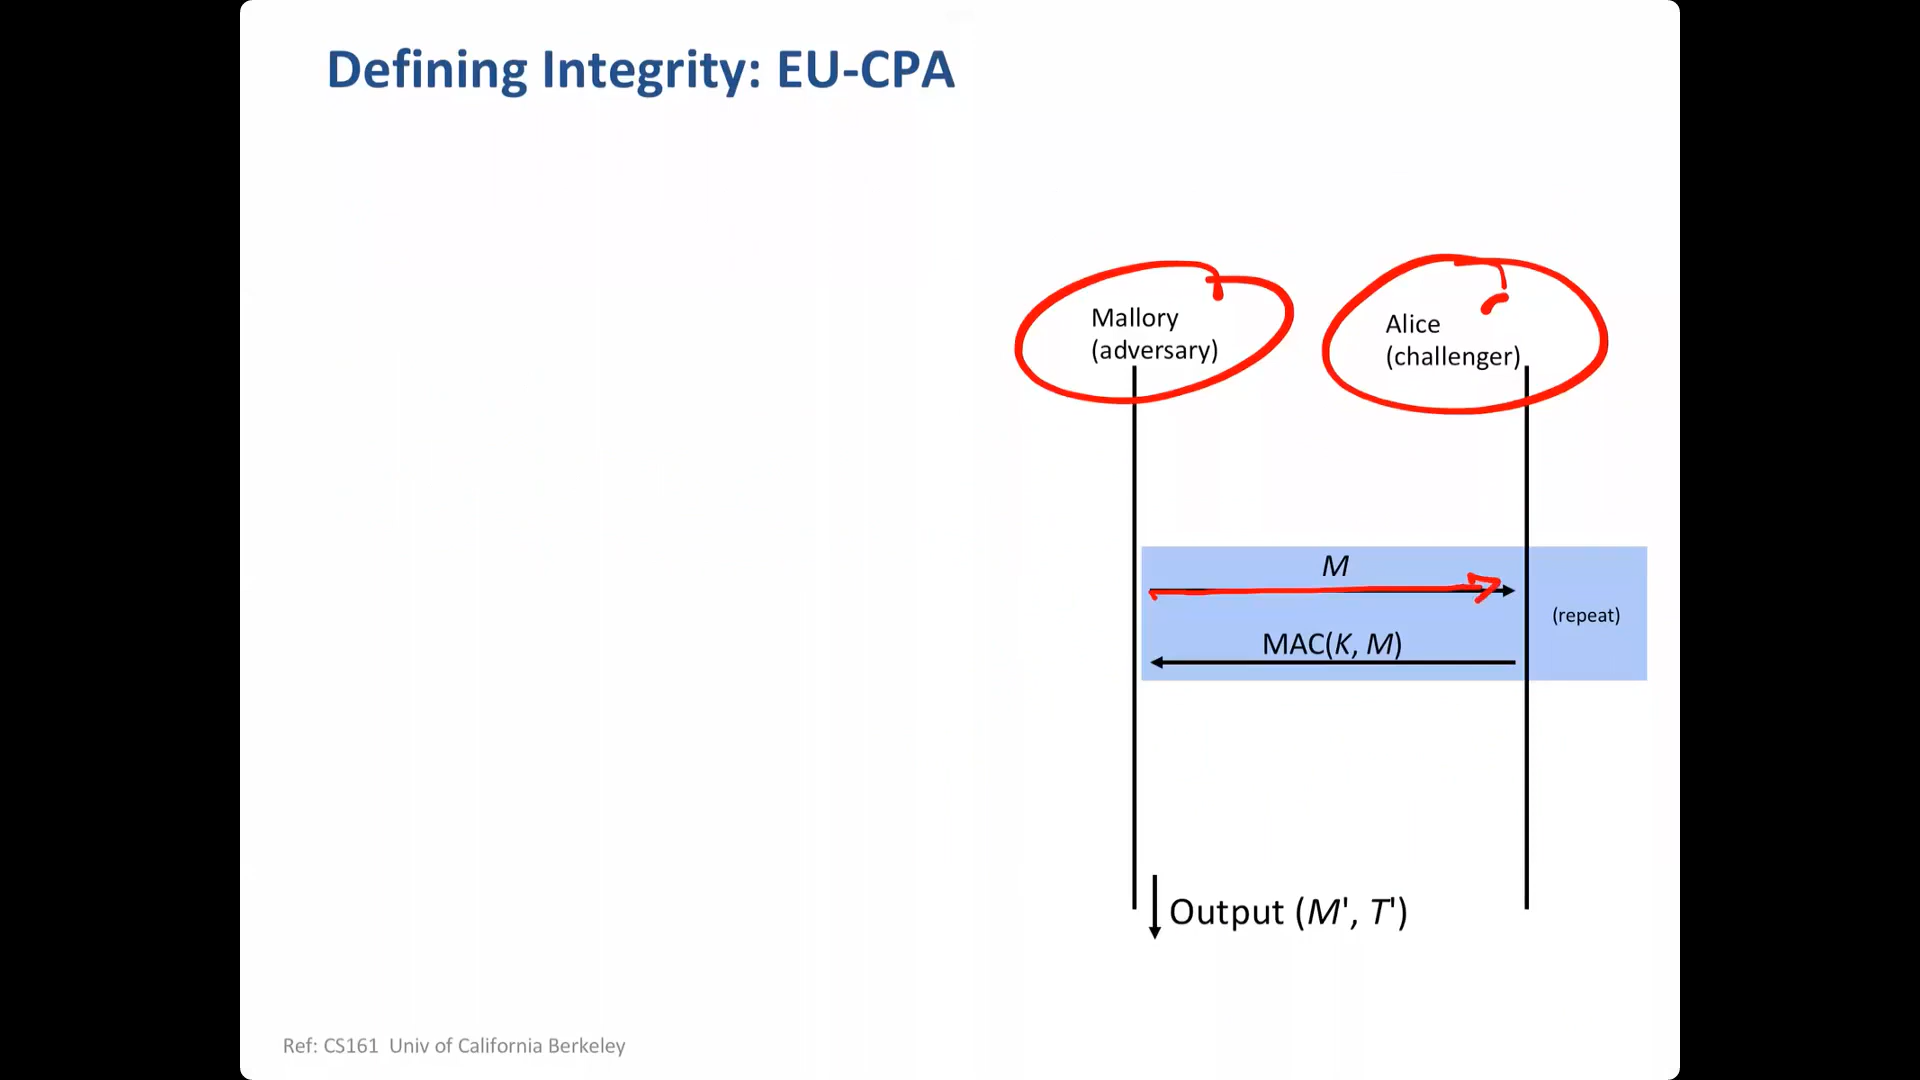 Defining Integrity: EU-CPA
Mallory
(adversary)
Alice
(challenger)
M
(repeat)
MAC(K, M)
Output (M', T')
Ref: CS161 Univ of California Berkeley